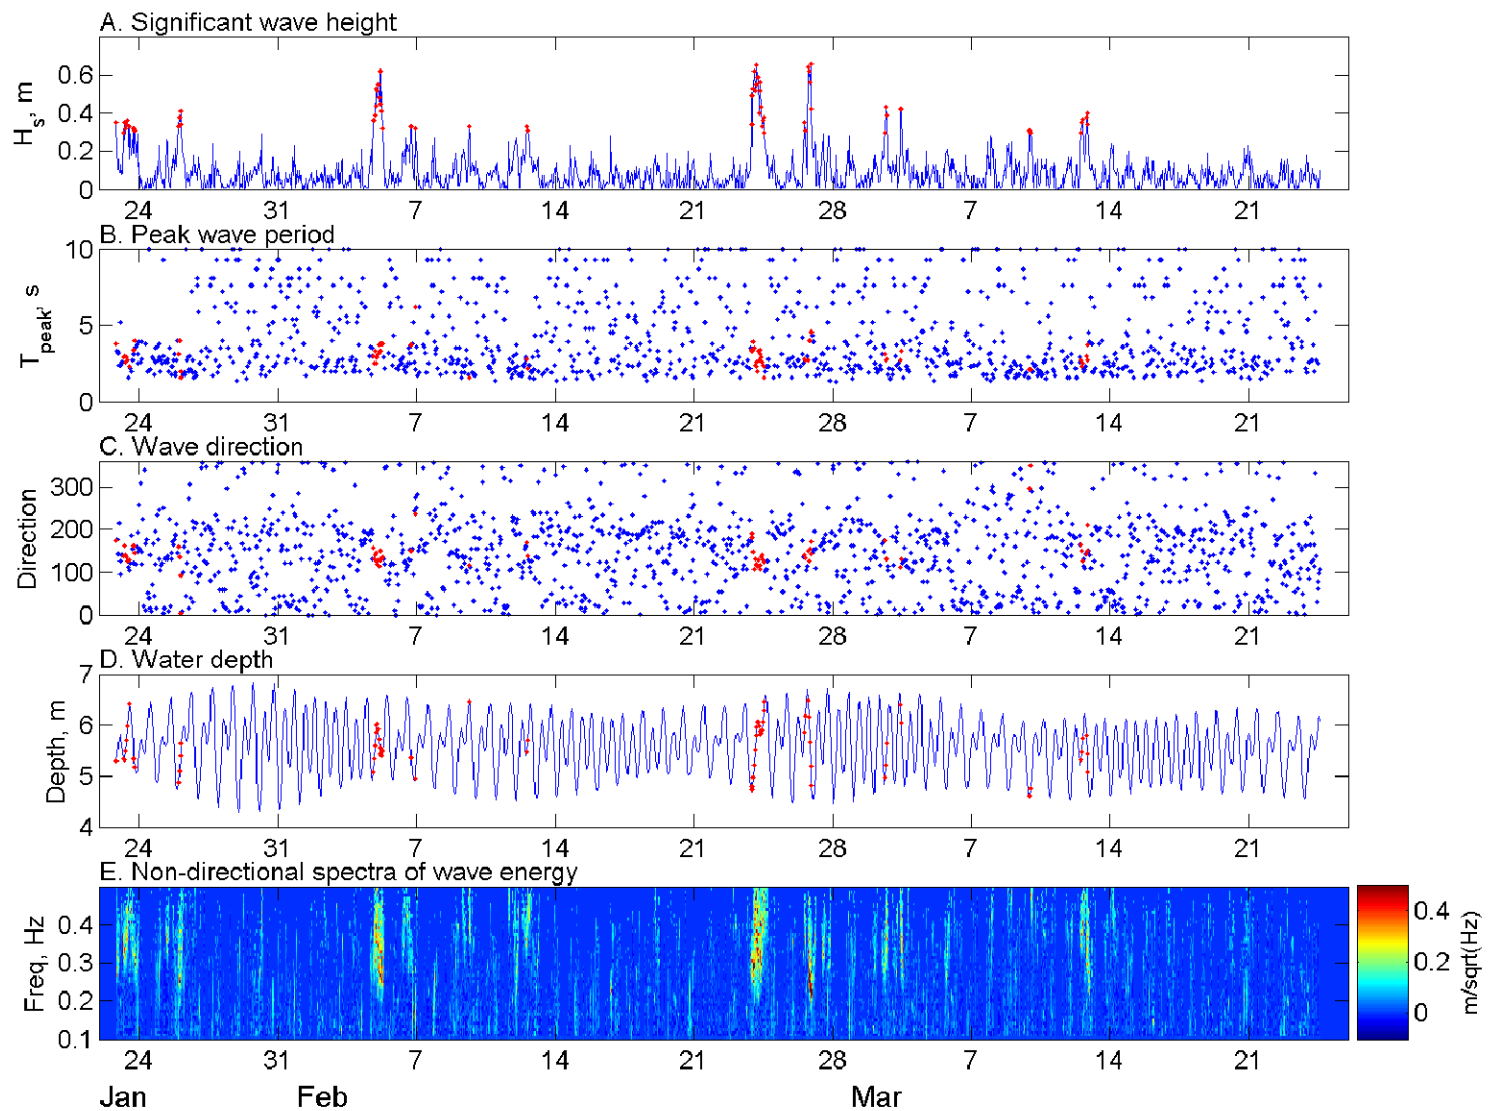 A. Significant wave height
H_s, m
0.6
0.4
0.2
0
24 31 7 14 21 28 7 14 21
B. Peak wave period
T_peak, s
10
5
0
24 31 7 14 21 28 7 14 21
C. Wave direction
Direction
300
200
100
0
24 31 7 14 21 28 7 14 21
D. Water depth
Depth, m
7
6
5
4
24 31 7 14 21 28 7 14 21
E. Non-directional spectra of wave energy
Freq, Hz
0.4
0.3
0.2
0.1
0.4
0.2
0
m/sqrt(Hz)
24 31 7 14 21 28 7 14 21
Jan Feb Mar